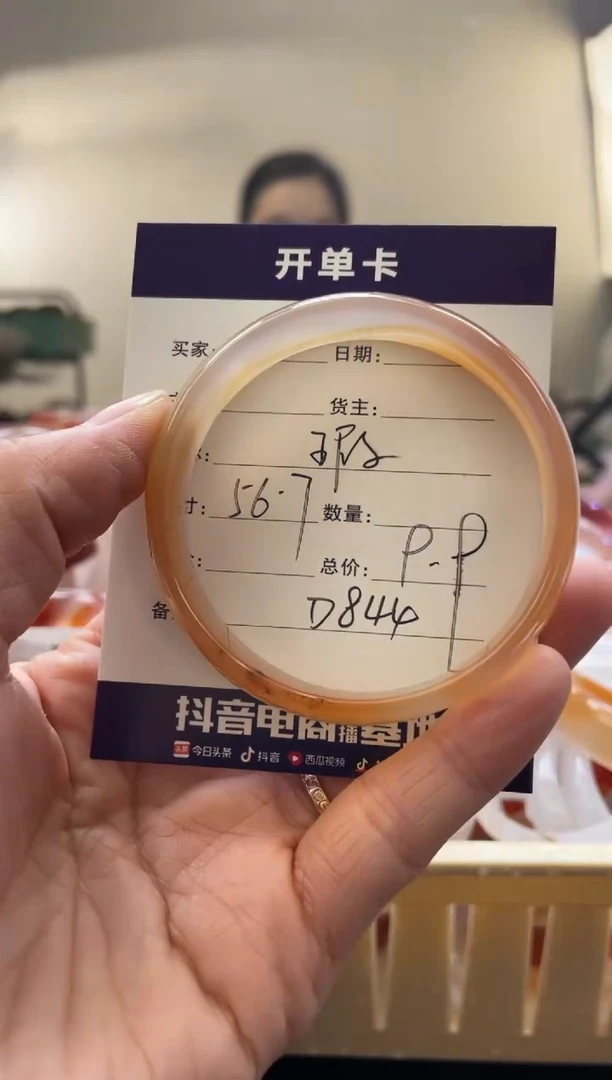 开单卡
买家: 日期:
货主:
56.7 数量:
总价: P.P
D844
备
抖音电商
今日头条 抖音 西瓜视频